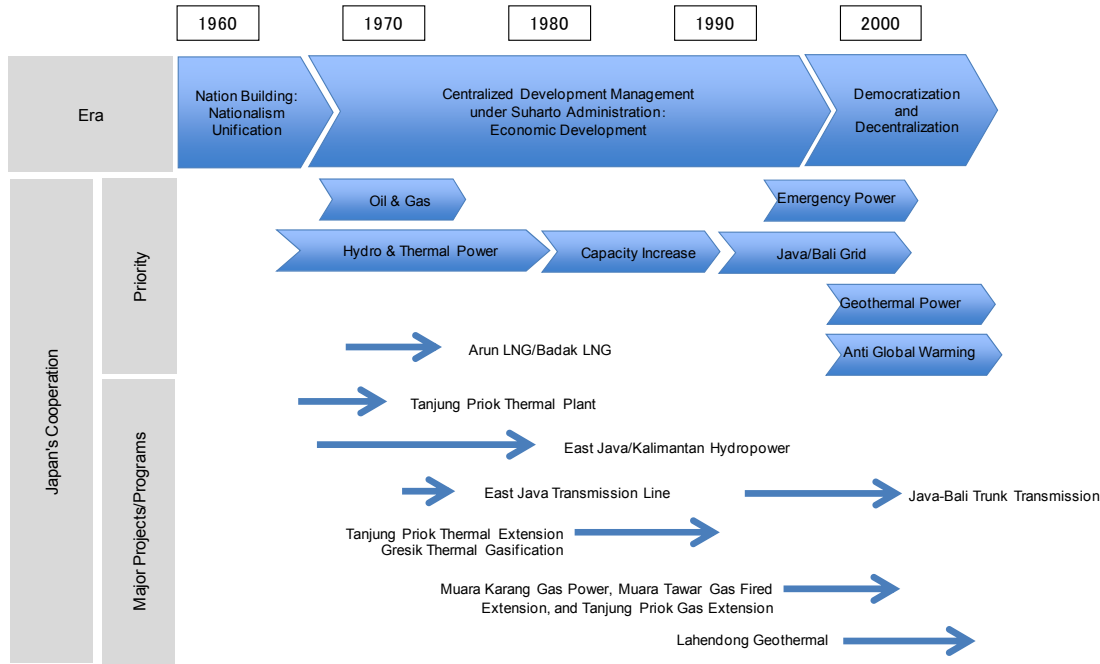 1960
1970
1980
1990
2000
Era
Nation Building:
Nationalism
Unification
Centralized Development Management
under Suharto Administration:
Economic Development
Democratization
and
Decentralization
Japan's Cooperation
Priority
Oil & Gas
Emergency Power
Hydro & Thermal Power
Capacity Increase
Java/Bali Grid
Geothermal Power
Anti Global Warming
Major Projects/Programs
Arun LNG/Badak LNG
Tanjung Priok Thermal Plant
East Java/Kalimantan Hydropower
East Java Transmission Line
Java-Bali Trunk Transmission
Tanjung Priok Thermal Extension
Gresik Thermal Gasification
Muara Karang Gas Power, Muara Tawar Gas Fired
Extension, and Tanjung Priok Gas Extension
Lahendong Geothermal